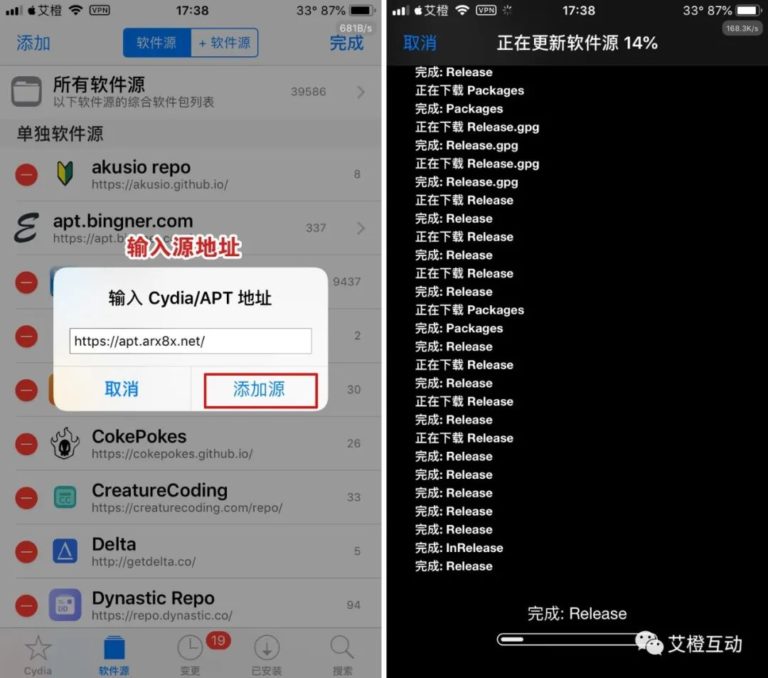 艾橙 VPN 17:38 33° 87%
681B/s
添加 软件源 + 软件源 完成
所有软件源
以下软件源的综合软件包列表
39586
单独软件源
akusio repo
https://akusio.github.io/
8
apt.bingner.com
https://apt.b
337
输入源地址
9437
输入 Cydia/APT 地址
2
https://apt.arx8x.net/
取消 添加源
30
CokePokes
https://cokepokes.github.io/
26
CreatureCoding
https://creaturecoding.com/repo/
33
Delta
http://getdelta.co/
5
Dynastic Repo
https://repo.dynastic.co/
94
19
Cydia 软件源 变更 已安装 搜索
艾橙 VPN 17:38 33° 87%
168.3K/s
取消 正在更新软件源 14%
完成: Release
正在下载 Packages
完成: Packages
正在下载 Release.gpg
完成: Release.gpg
正在下载 Release.gpg
完成: Release.gpg
正在下载 Release
完成: Release
正在下载 Release
完成: Release
正在下载 Release
完成: Release
正在下载 Packages
完成: Packages
正在下载 Release
完成: Release
正在下载 Release
完成: Release
正在下载 Release
完成: Release
正在下载 Release
完成: Release
完成: Release
完成: Release
完成: Release
完成: InRelease
完成: Release
完成: Release
艾橙互动